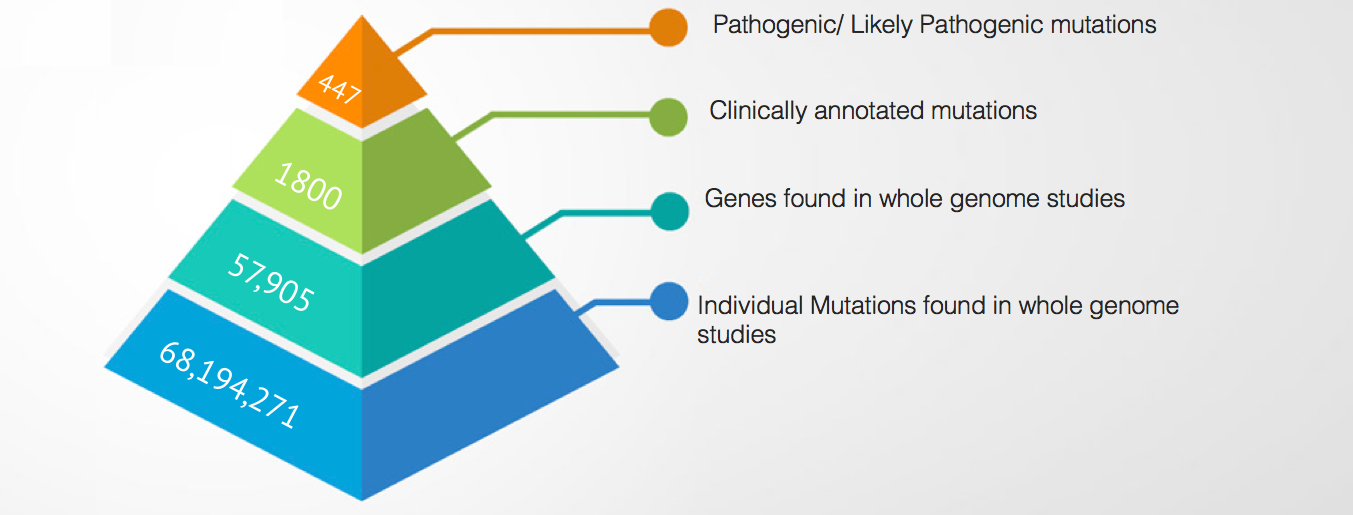 447
Pathogenic/ Likely Pathogenic mutations
1800
Clinically annotated mutations
57,905
Genes found in whole genome studies
68,194,271
Individual Mutations found in whole genome
studies